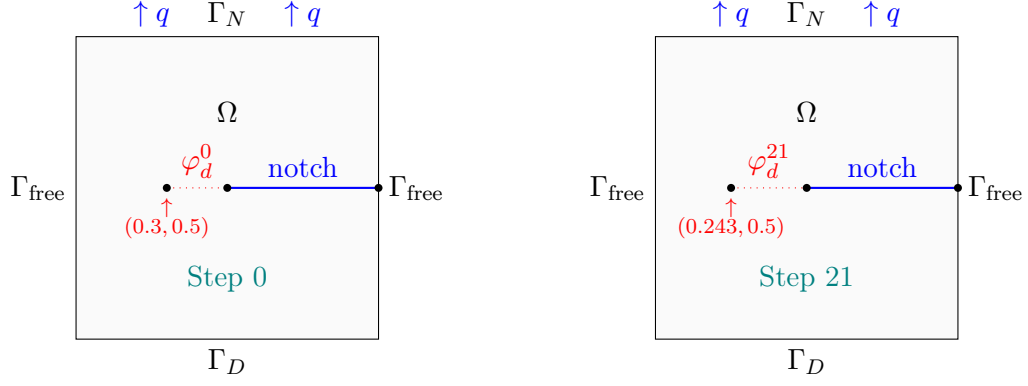 ↑ q Γ_N ↑ q
Ω
φ_d^0
notch
Γ_free
Γ_free
↑
(0.3, 0.5)
Step 0
Γ_D
↑ q Γ_N ↑ q
Ω
φ_d^21
notch
Γ_free
Γ_free
↑
(0.243, 0.5)
Step 21
Γ_D